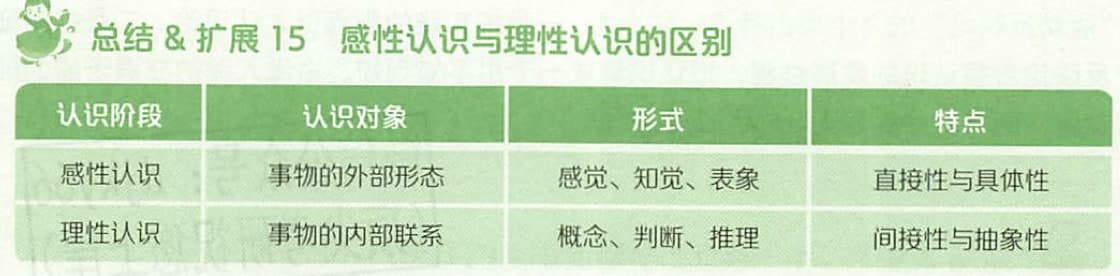 总结 & 扩展 15 感性认识与理性认识的区别
认识阶段 认识对象 形式 特点
感性认识 事物的外部形态 感觉、知觉、表象 直接性与具体性
理性认识 事物的内部联系 概念、判断、推理 间接性与抽象性